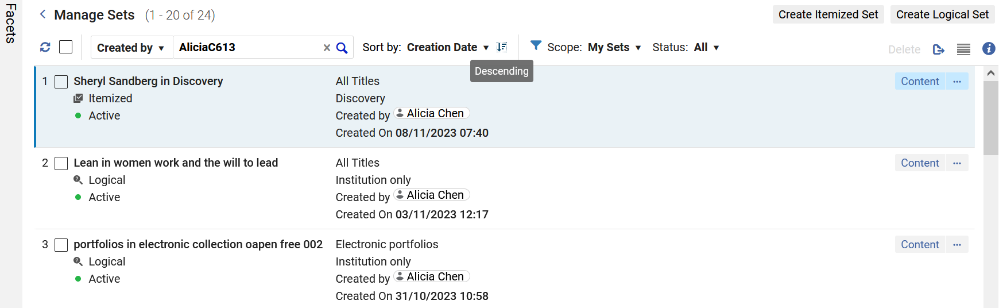 Facets
Manage Sets (1 - 20 of 24)
Create Itemized Set
Create Logical Set
Created by
AliciaC613
Sort by: Creation Date
Scope: My Sets
Status: All
Delete
Descending
1
Sheryl Sandberg in Discovery
Itemized
Active
All Titles
Discovery
Created by Alicia Chen
Created On 08/11/2023 07:40
Content
2
Lean in women work and the will to lead
Logical
Active
All Titles
Institution only
Created by Alicia Chen
Created On 03/11/2023 12:17
Content
3
portfolios in electronic collection oapen free 002
Logical
Active
Electronic portfolios
Institution only
Created by Alicia Chen
Created On 31/10/2023 10:58
Content